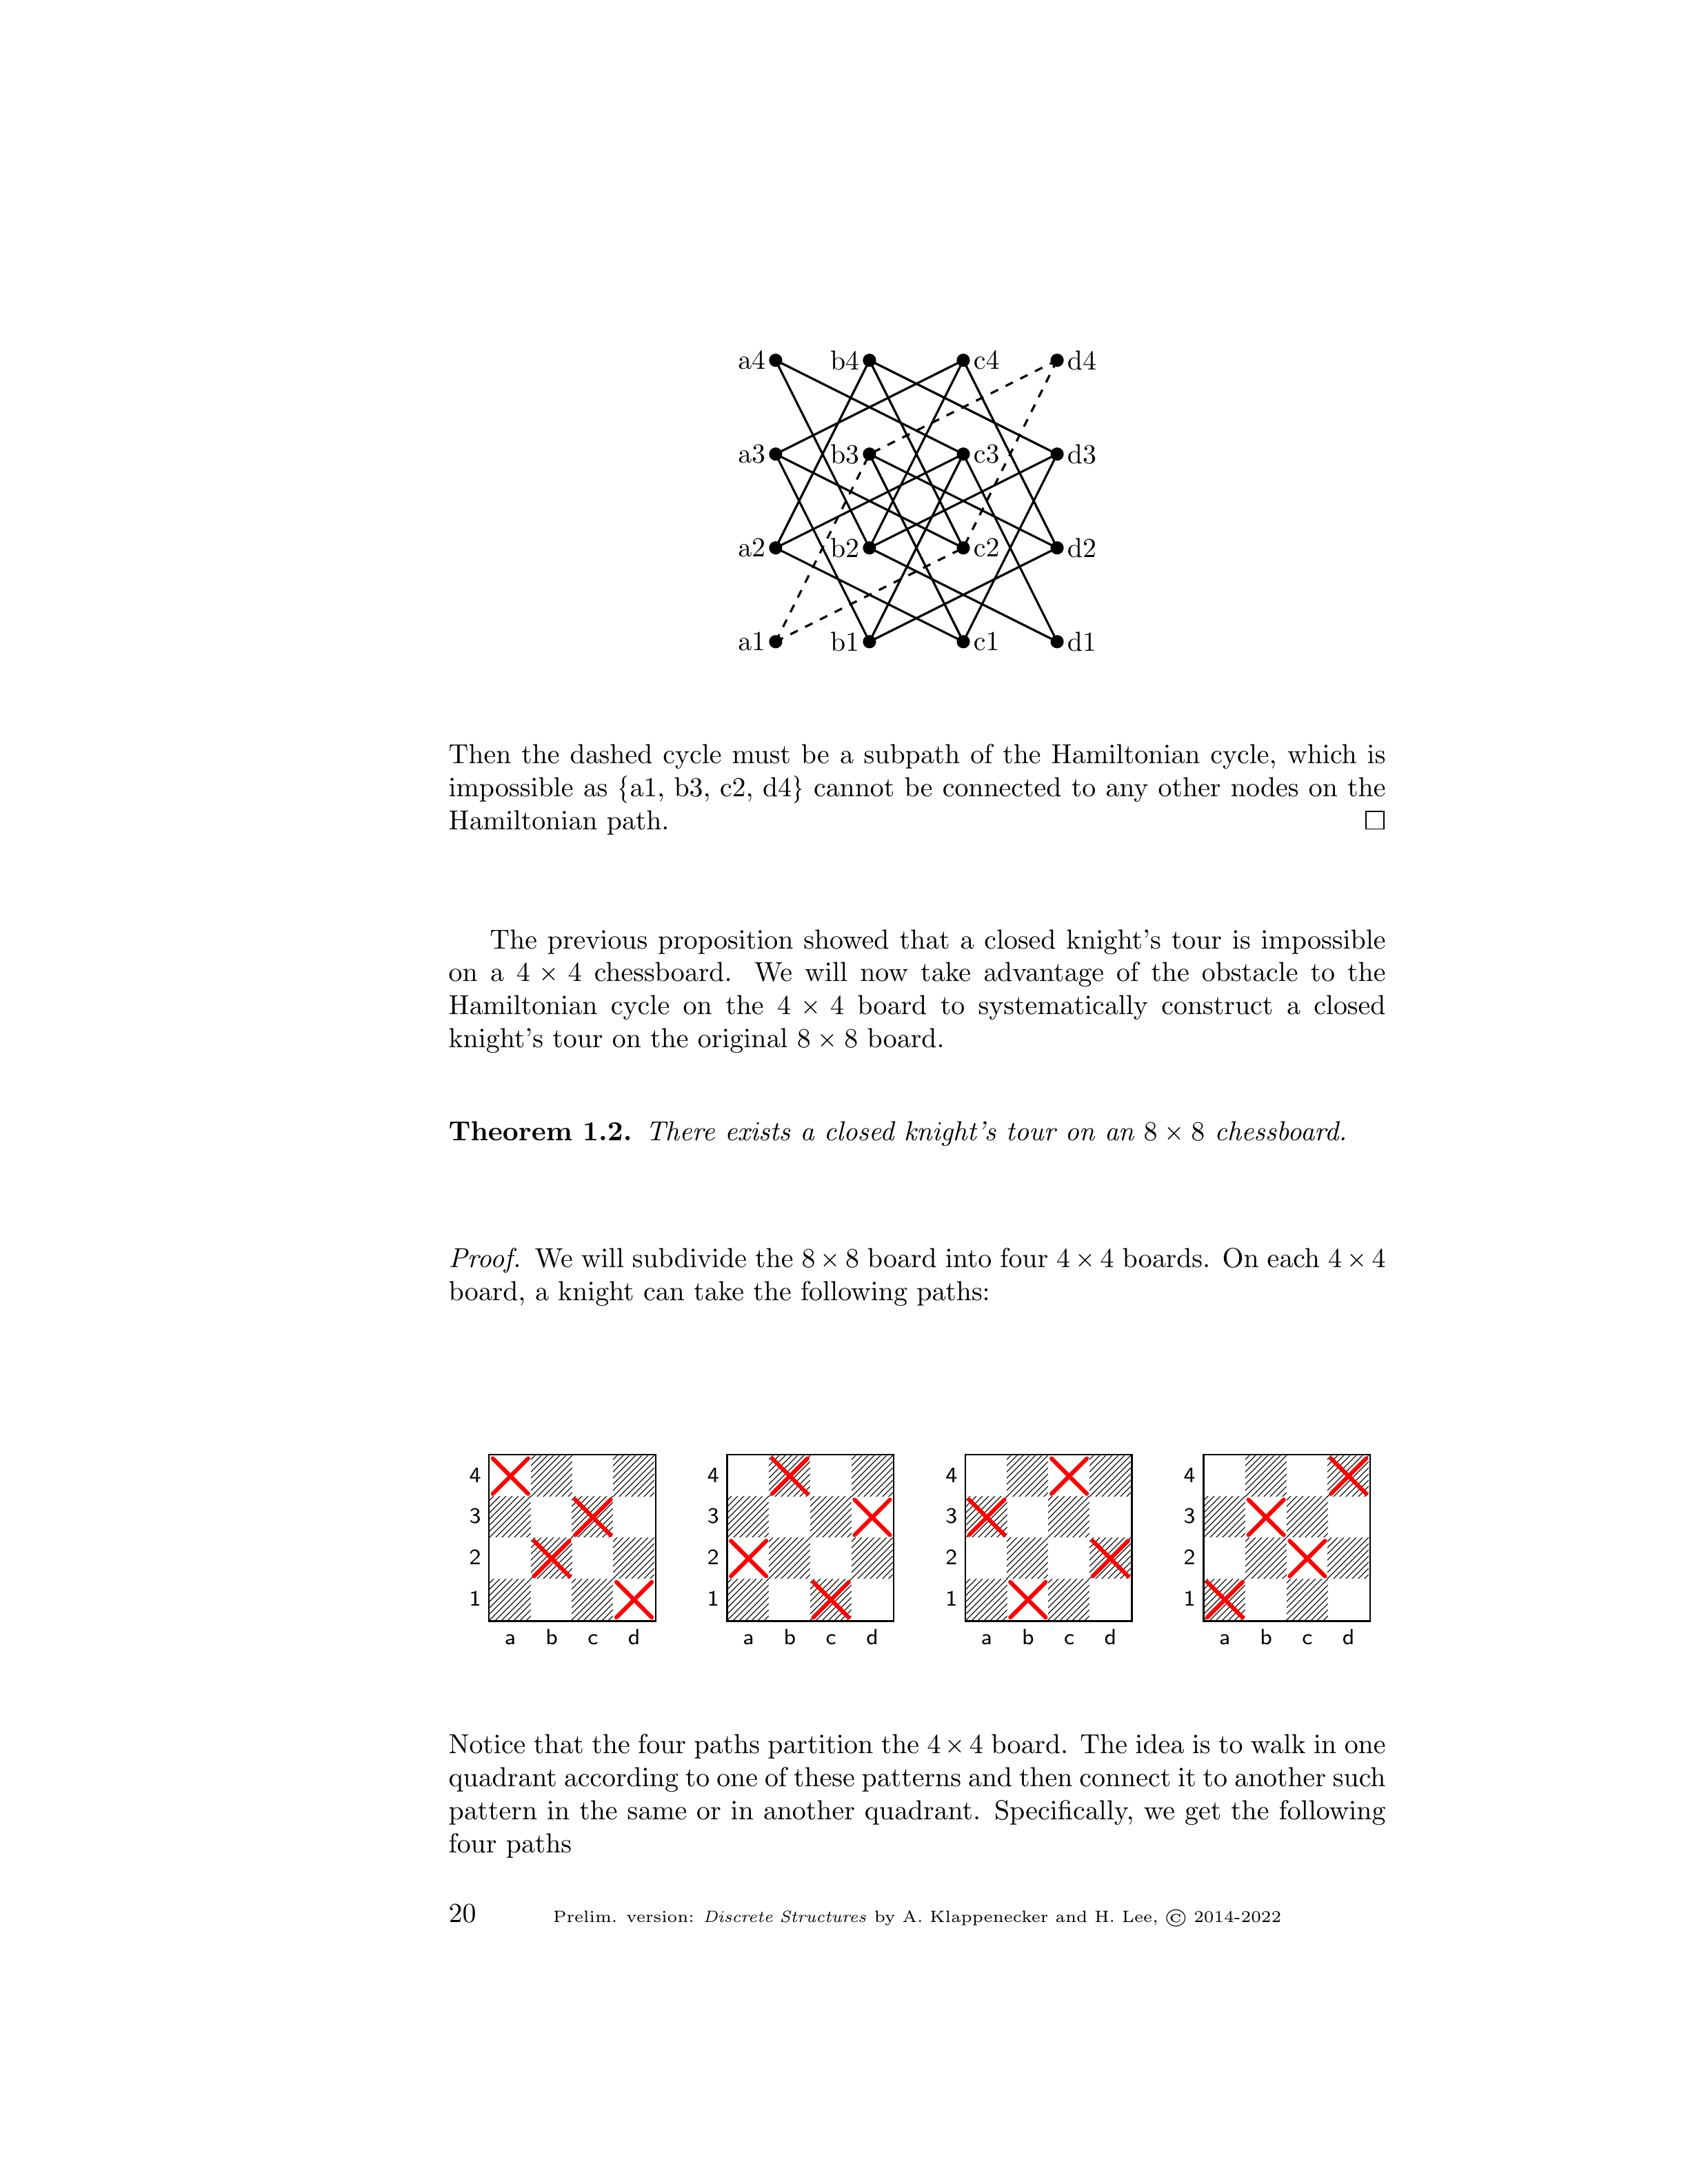 a4 b4 c4 d4
a3 b3 c3 d3
a2 b2 c2 d2
a1 b1 c1 d1
Then the dashed cycle must be a subpath of the Hamiltonian cycle, which is
impossible as {a1, b3, c2, d4} cannot be connected to any other nodes on the
Hamiltonian path. □
The previous proposition showed that a closed knight's tour is impossible
on a 4 × 4 chessboard. We will now take advantage of the obstacle to the
Hamiltonian cycle on the 4 × 4 board to systematically construct a closed
knight's tour on the original 8 × 8 board.
Theorem 1.2. There exists a closed knight's tour on an 8 × 8 chessboard.
Proof. We will subdivide the 8 × 8 board into four 4 × 4 boards. On each 4 × 4
board, a knight can take the following paths:
4 4 4 4
3 3 3 3
2 2 2 2
1 1 1 1
a b c d a b c d a b c d a b c d
Notice that the four paths partition the 4 × 4 board. The idea is to walk in one
quadrant according to one of these patterns and then connect it to another such
pattern in the same or in another quadrant. Specifically, we get the following
four paths
20 Prelim. version: Discrete Structures by A. Klappenecker and H. Lee, © 2014-2022